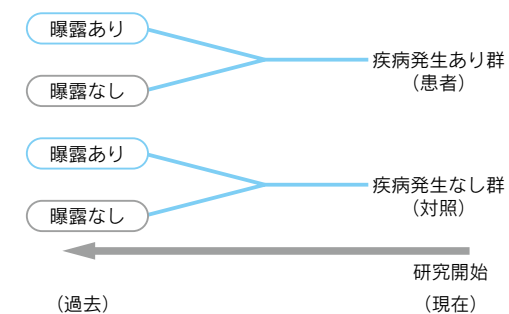 曝露あり
疾病発生あり群
（患者）
曝露なし
曝露あり
疾病発生なし群
（対照）
曝露なし
研究開始
（過去）
（現在）